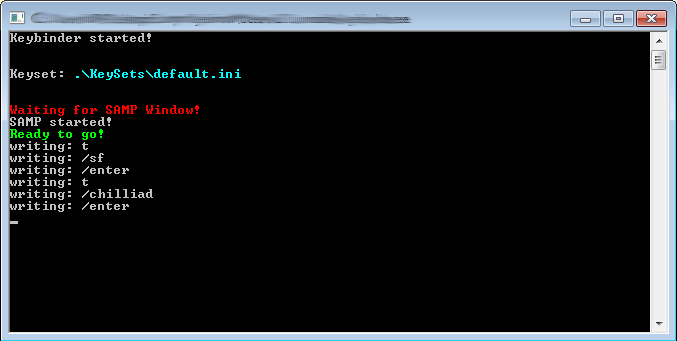 Keybinder started!
Keyset: .\KeySets\default.ini
Waiting for SAMP Window!
SAMP started!
Ready to go!
writing: t
writing: /sf
writing: /enter
writing: t
writing: /chilliad
writing: /enter